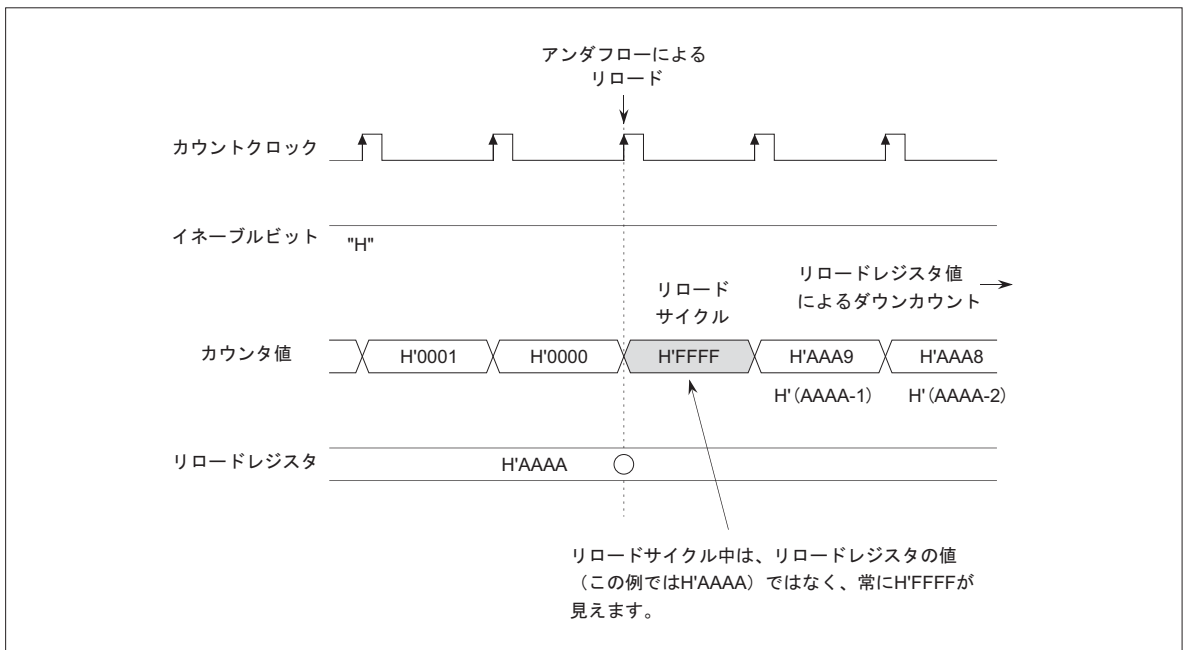 アンダフローによる
リロード
カウントクロック
イネーブルビット
"H"
リロードレジスタ値
によるダウンカウント
リロード
サイクル
カウンタ値
H'0001
H'0000
H'FFFF
H'AAA9
H'AAA8
H'(AAAA-1)
H'(AAAA-2)
リロードレジスタ
H'AAAA
リロードサイクル中は、リロードレジスタの値
（この例ではH'AAAA）ではなく、常にH'FFFFが
見えます。